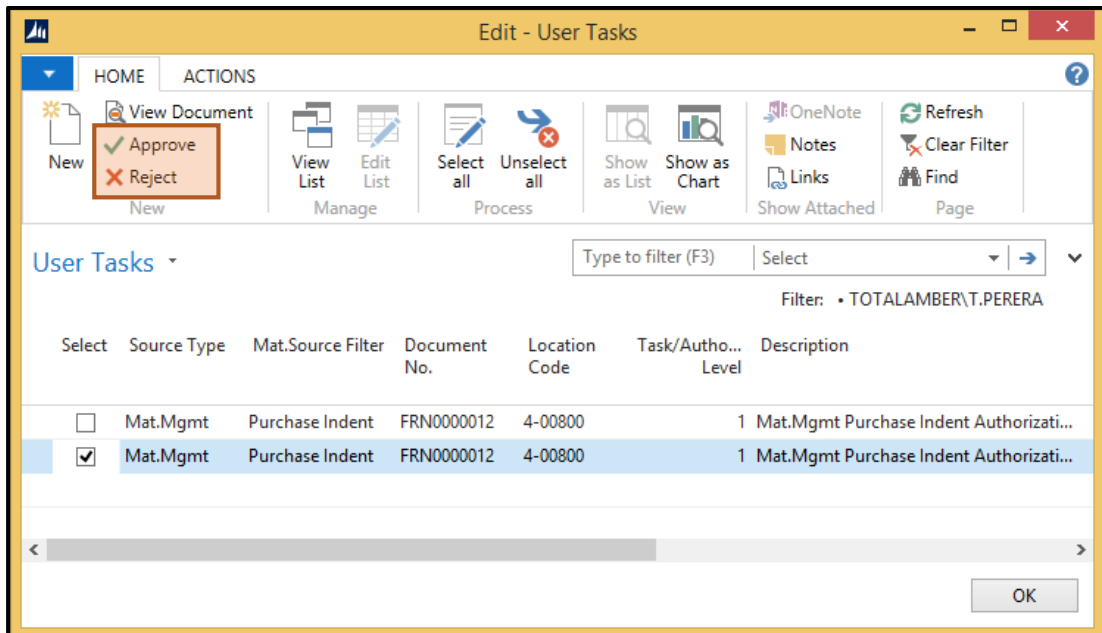 Edit - User Tasks
HOME ACTIONS
New
View Document
Approve
Reject
New
View List
Edit List
Manage
Select all
Unselect all
Process
Show as List
Show as Chart
View
OneNote
Notes
Links
Show Attached
Refresh
Clear Filter
Find
Page
User Tasks
Type to filter (F3) Select
Filter: • TOTALAMBER\T.PERERA
Select Source Type Mat.Source Filter Document No. Location Code Task/Autho... Level Description
Mat.Mgmt Purchase Indent FRN0000012 4-00800 1 Mat.Mgmt Purchase Indent Authorizati...
Mat.Mgmt Purchase Indent FRN0000012 4-00800 1 Mat.Mgmt Purchase Indent Authorizati...
OK